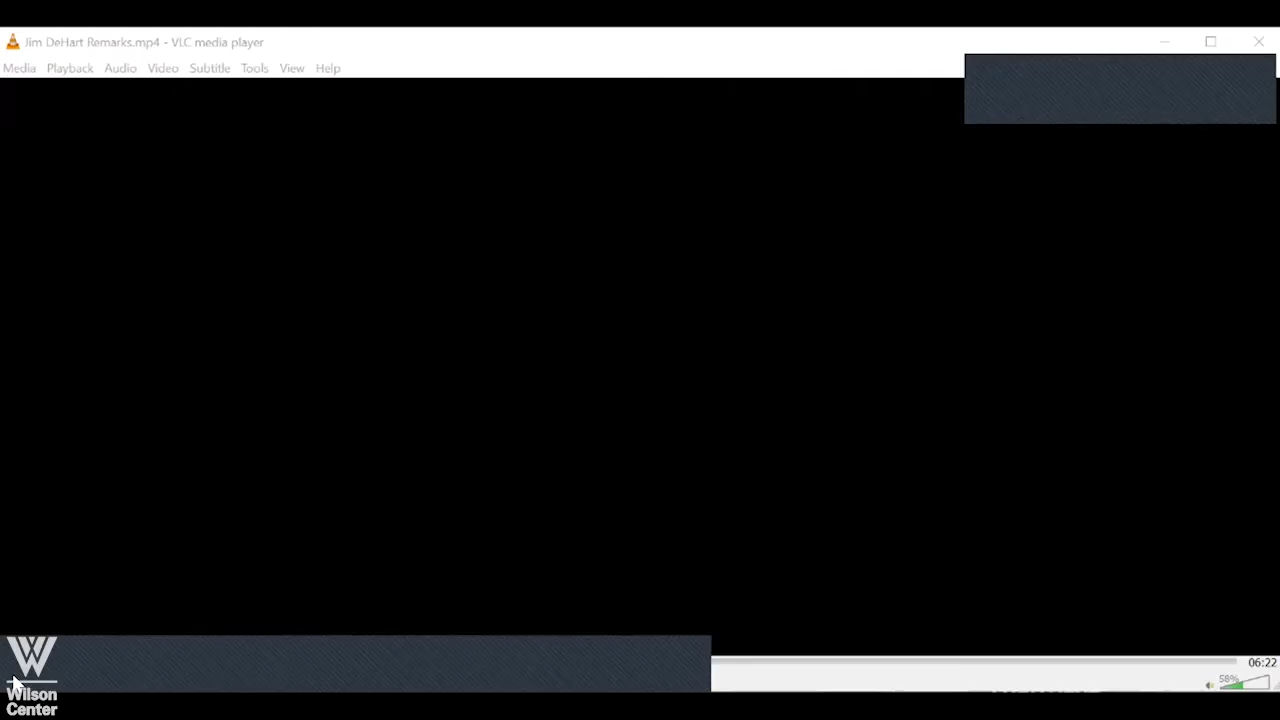 Jim DeHart Remarks.mp4 - VLC media player
Media Playback Audio Video Subtitle Tools View Help
06:22
58%
W
Wilson
Center